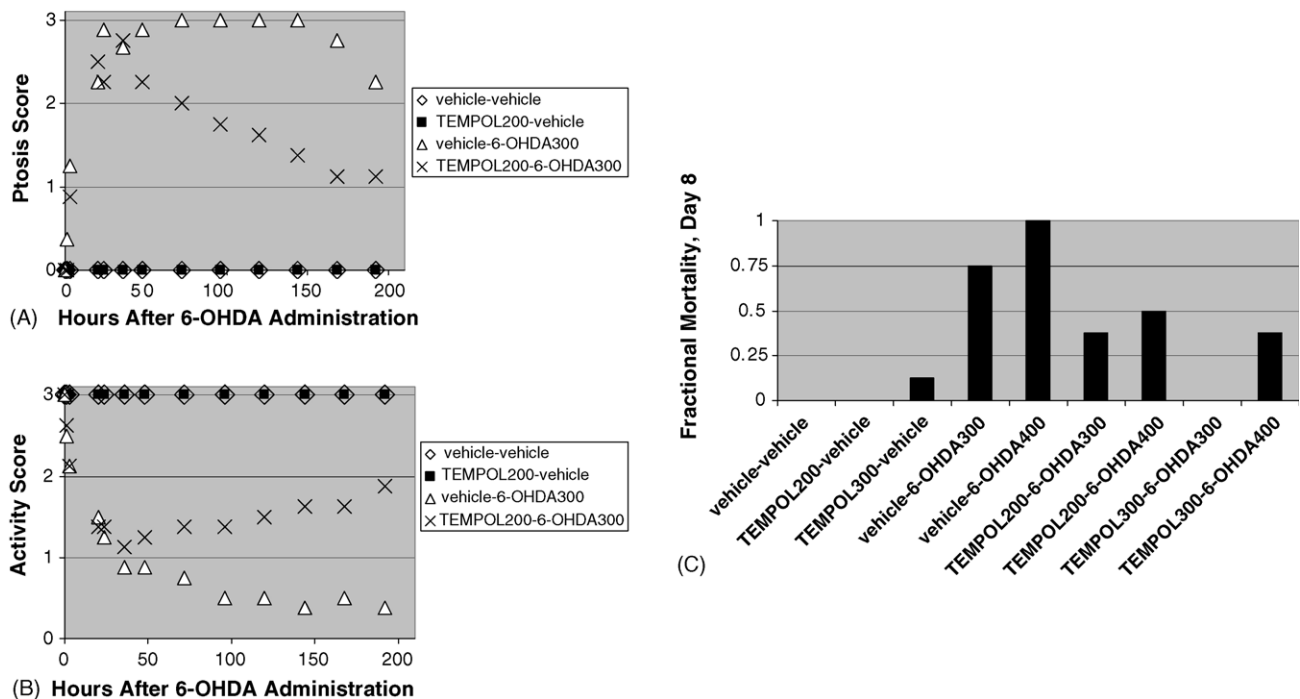 3
2
1
0
Ptosis Score
0
50
100
150
200
(A) Hours After 6-OHDA Administration
vehicle-vehicle
TEMPOL200-vehicle
vehicle-6-OHDA300
TEMPOL200-6-OHDA300
3
2
1
0
Activity Score
0
50
100
150
200
(B) Hours After 6-OHDA Administration
vehicle-vehicle
TEMPOL200-vehicle
vehicle-6-OHDA300
TEMPOL200-6-OHDA300
Fractional Mortality, Day 8
1
0.75
0.5
0.25
0
vehicle-vehicle
TEMPOL200-vehicle
TEMPOL300-vehicle
vehicle-6-OHDA300
vehicle-6-OHDA400
TEMPOL200-6-OHDA300
TEMPOL200-6-OHDA400
TEMPOL300-6-OHDA300
TEMPOL300-6-OHDA400
(C)